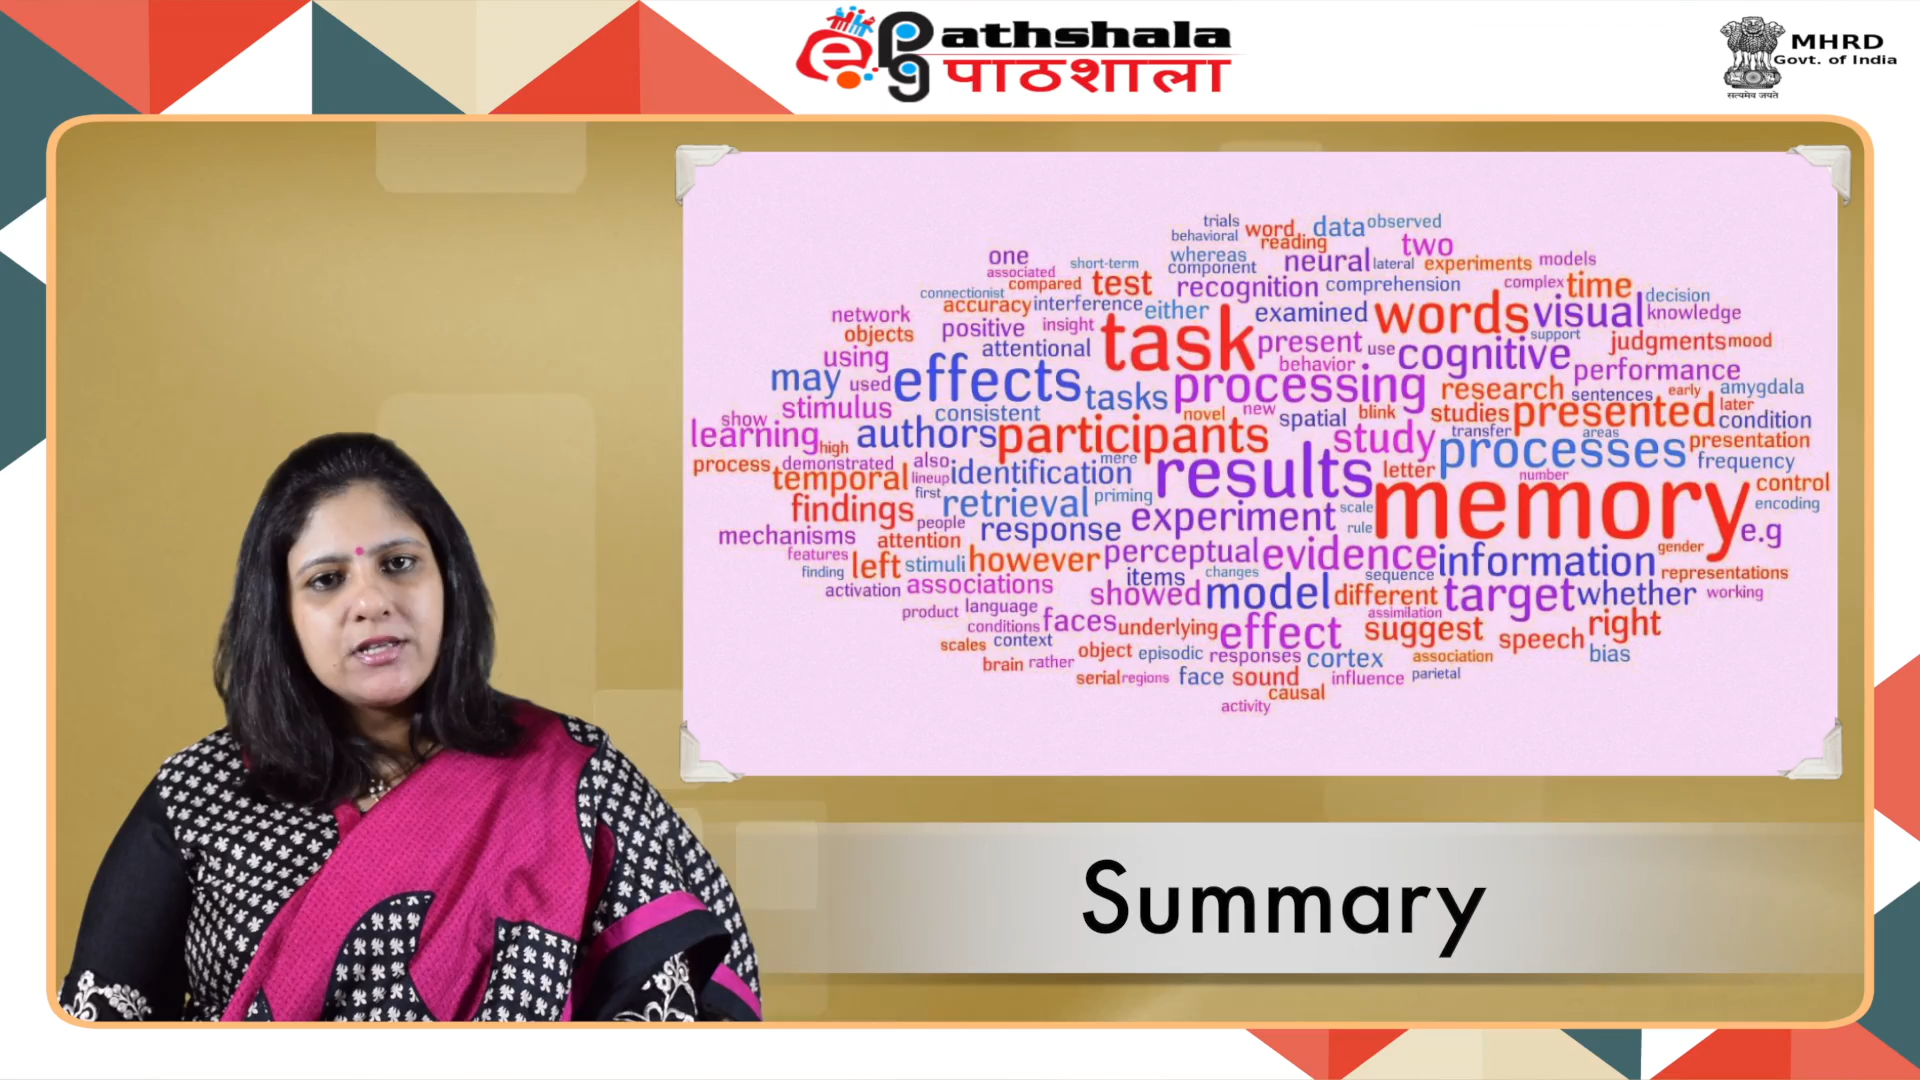 e pg athshala
पाठशाला
MHRD
Govt. of India
सत्यमेव जयते
trials word data observed
behavioral reading two
one whereas neural lateral experiments models
associated short-term component
connectionist compared test recognition comprehension complex time decision
network accuracy interference either examined words visual knowledge
objects positive insight task present use support judgments mood
using attentional behavior cognitive performance
may used effects tasks processing research sentences early amygdala
show stimulus consistent novel new spatial blink studies presented later condition
learning high authors participants study transfer areas presentation
process demonstrated also mere processes frequency
temporal lineup identification results letter number control
findings first retrieval priming scale memory encoding
mechanisms people response experiment rule e.g
features attention however perceptual evidence information gender
finding left stimuli items changes sequence representations
activation associations showed model different target whether working
product language assimilation
conditions faces underlying effect suggest speech right
scales context object episodic responses cortex association bias
brain rather serial regions face sound influence parietal
causal
activity
Summary